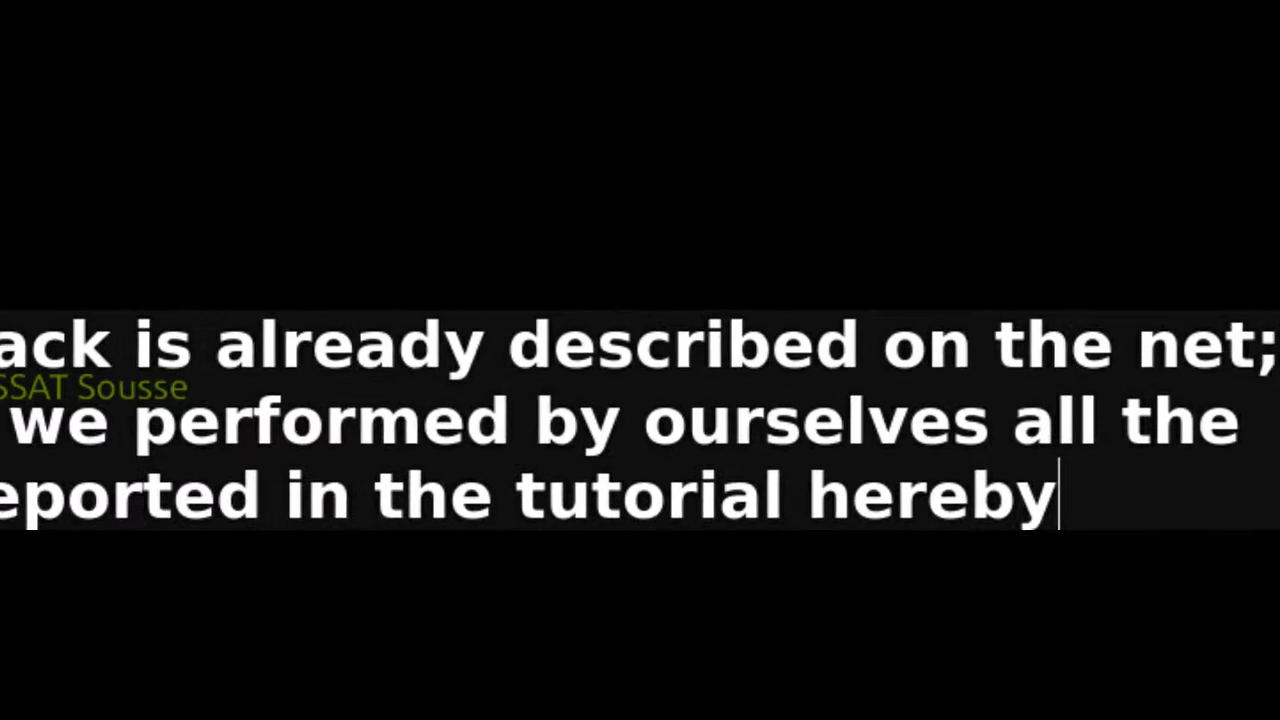 ack is already described on the net;
SSAT Sousse
we performed by ourselves all the
eported in the tutorial hereby